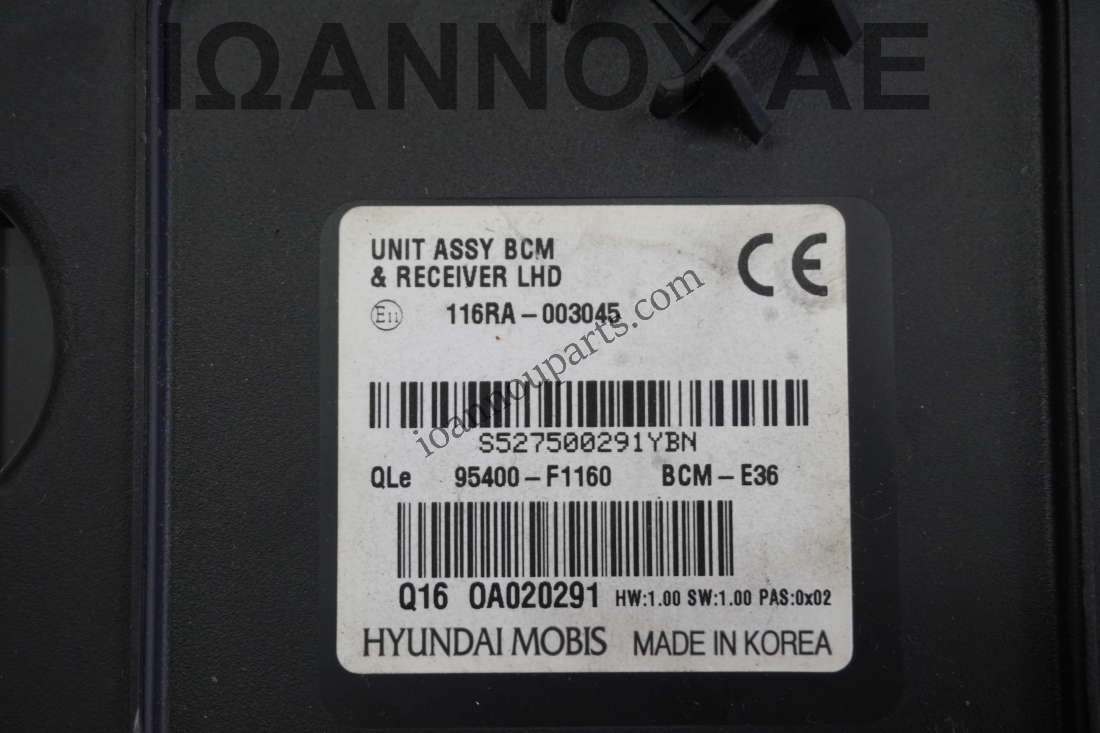 ΙΩΑΝΝΟΥ ΑΕ
UNIT ASSY BCM
& RECEIVER LHD
CE
E11 116RA-003045
ioannouparts.com
S527500291YBN
QLe 95400-F1160 BCM-E36
Q16 0A020291 HW:1.00 SW:1.00 PAS:0x02
HYUNDAI MOBIS MADE IN KOREA